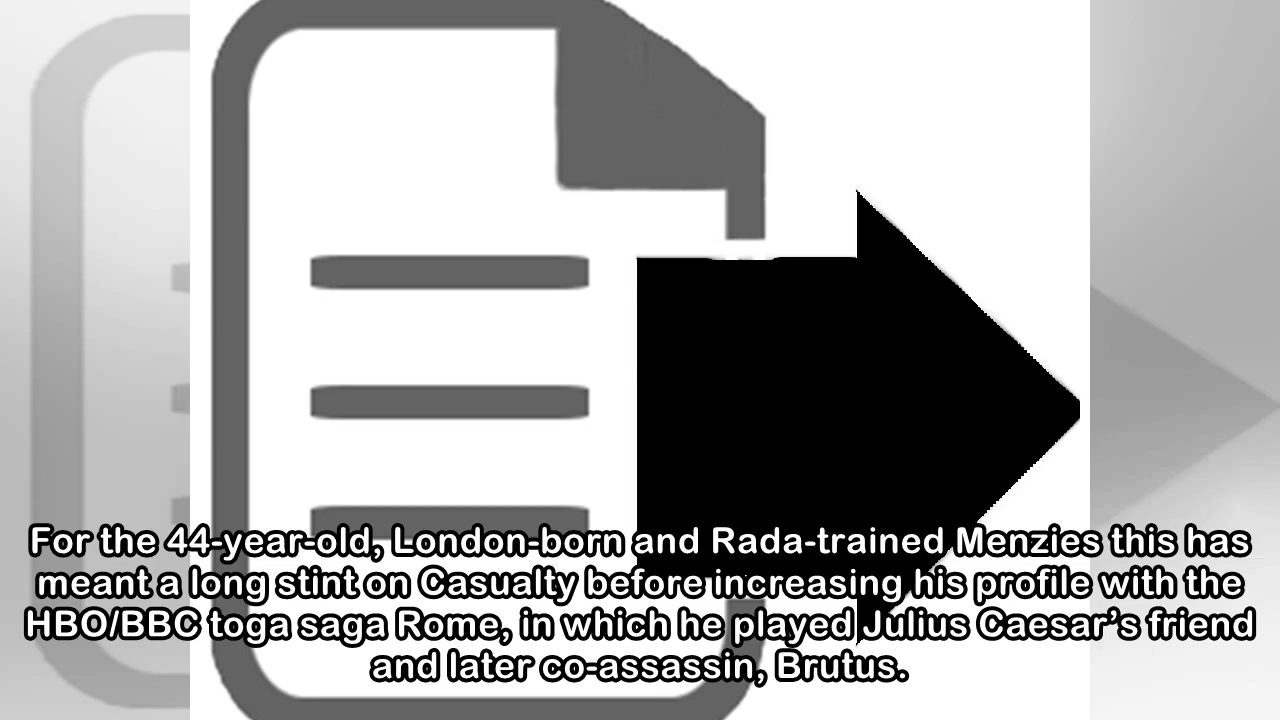 For the 44-year-old, London-born and Rada-trained Menzies this has
meant a long stint on Casualty before increasing his profile with the
HBO/BBC toga saga Rome, in which he played Julius Caesar’s friend
and later co-assassin, Brutus.